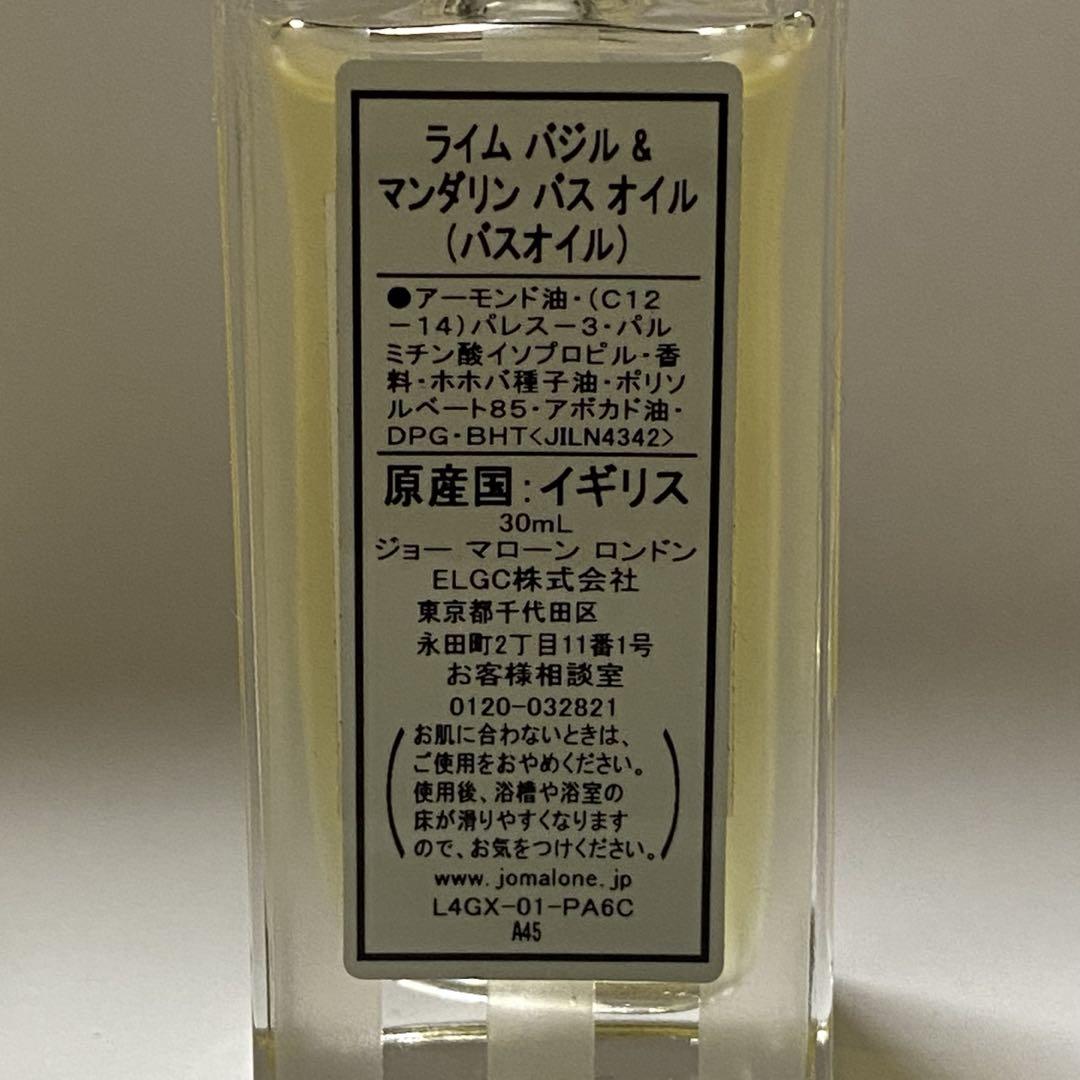 ライム バジル &
マンダリン バス オイル
(バスオイル)
●アーモンド油・(C12
－14)パレス－3・パル
ミチン酸イソプロピル・香
料・ホホバ種子油・ポリソ
ルベート85・アボカド油・
DPG・BHT<JILN4342>
原産国:イギリス
30mL
ジョー マローン ロンドン
ELGC株式会社
東京都千代田区
永田町2丁目11番1号
お客様相談室
0120-032821
(お肌に合わないときは、
ご使用をおやめください。
使用後、浴槽や浴室の
床が滑りやすくなります
ので、お気をつけください。)
www.jomalone.jp
L4GX-01-PA6C
A45